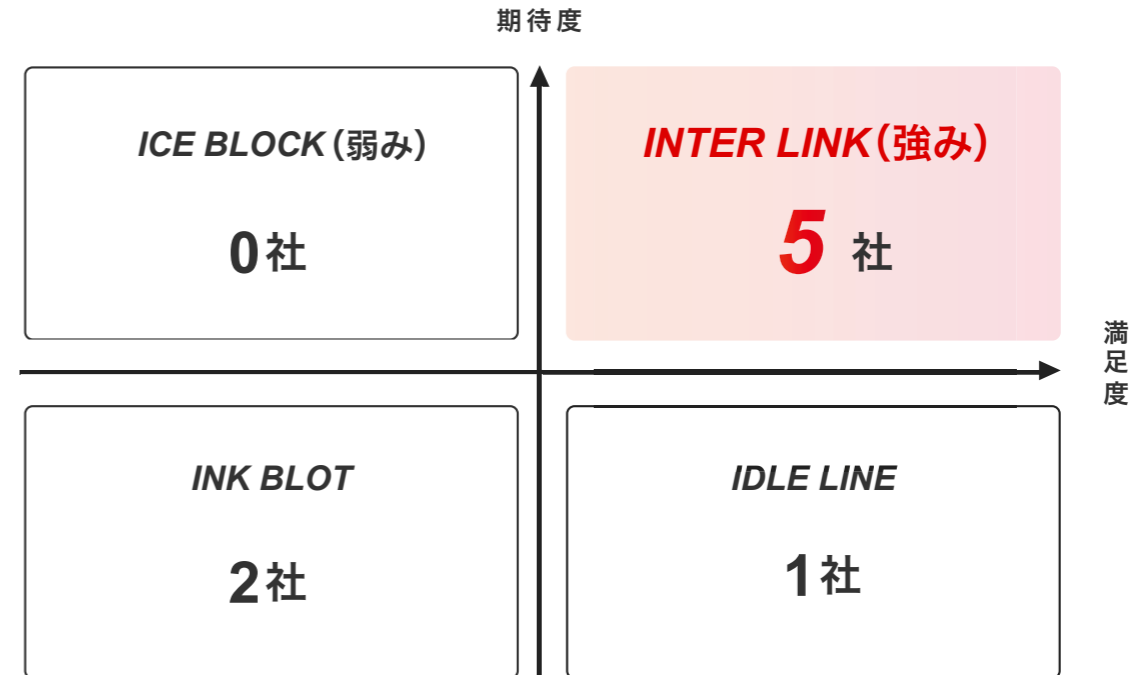 期待度
ICE BLOCK(弱み)
0社
INTER LINK(強み)
5社
満足度
INK BLOT
2社
IDLE LINE
1社